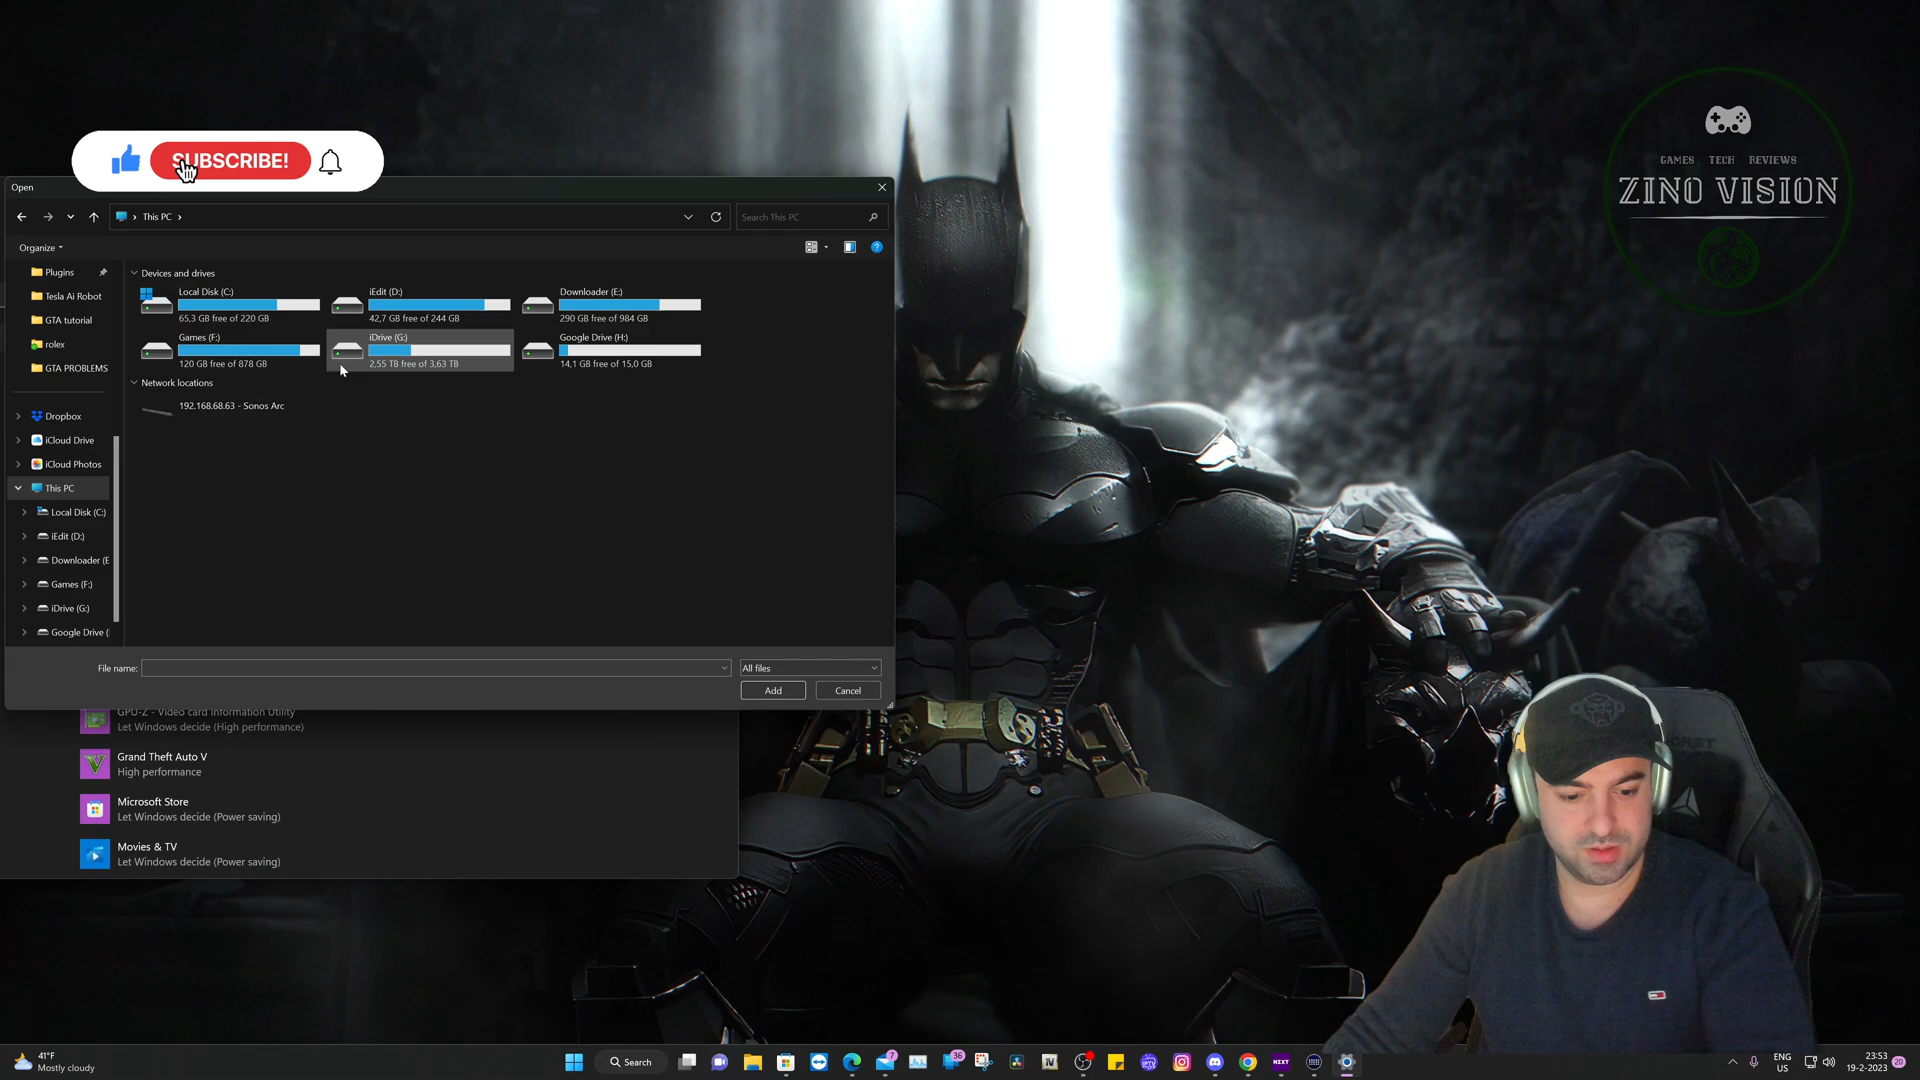 SUBSCRIBE!
GAMES . TECH . REVIEWS
ZINO VISION
Open
This PC
Search This PC
Organize
Plugins
Tesla Ai Robot
GTA tutorial
rolex
GTA PROBLEMS
Dropbox
iCloud Drive
iCloud Photos
This PC
Local Disk (C:)
iEdit (D:)
Downloader (E
Games (F:)
iDrive (G:)
Google Drive (
Devices and drives
Local Disk (C:)
65,3 GB free of 220 GB
iEdit (D:)
42,7 GB free of 244 GB
Downloader (E:)
290 GB free of 984 GB
Games (F:)
120 GB free of 878 GB
iDrive (G:)
2,55 TB free of 3,63 TB
Google Drive (H:)
14,1 GB free of 15,0 GB
Network locations
192.168.68.63 - Sonos Arc
File name:
All files
Add
Cancel
GPU-Z - Video card Information Utility
Let Windows decide (High performance)
Grand Theft Auto V
High performance
Microsoft Store
Let Windows decide (Power saving)
Movies & TV
Let Windows decide (Power saving)
41°F
Mostly cloudy
Search
7
36
NEXT
ENG
US
23:53
19-2-2023
20